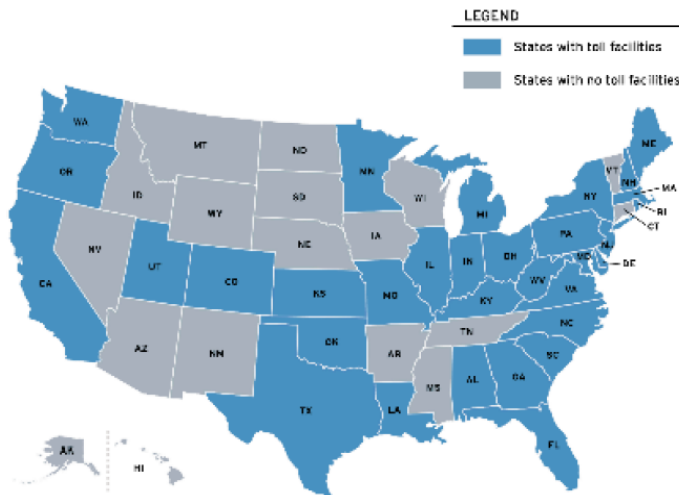 LEGEND
States with toll facilities
States with no toll facilities
WA
MT
ND
MN
ME
VT
NH
OR
ID
SD
WI
NY
MA
WY
MI
RI
CT
NE
IA
PA
NJ
NV
OH
MD
DE
UT
IL
IN
CA
CO
WV
VA
KS
MO
KY
NC
TN
OK
AZ
NM
AR
SC
MS
AL
GA
TX
LA
AK
HI
FL